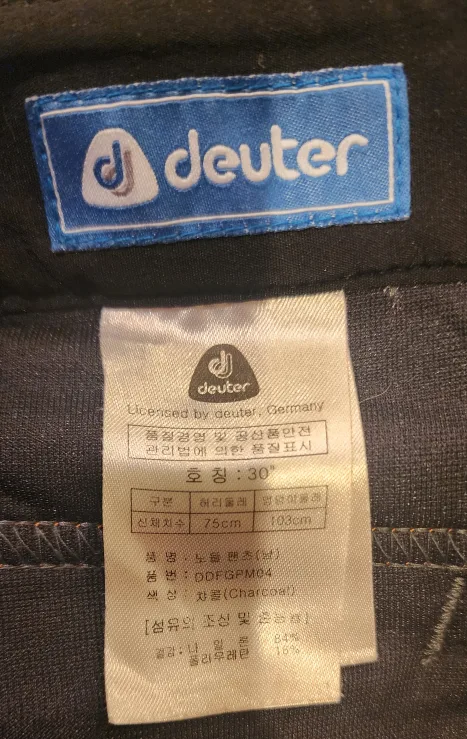 deuter
deuter
Licensed by deuter, Germany
품질경영 및 공산품안전
관리법에 의한 품질표시
호 칭 : 30"
구분 허리둘레 엉덩이둘레
신체치수 75cm 103cm
품 명 : 노들 팬츠(남)
품 번 : DDFGPM04
색 상 : 차콜(Charcoal)
[섬유의 조성 및 혼용율]
겉감 : 나 일 론 84%
폴리우레탄 16%